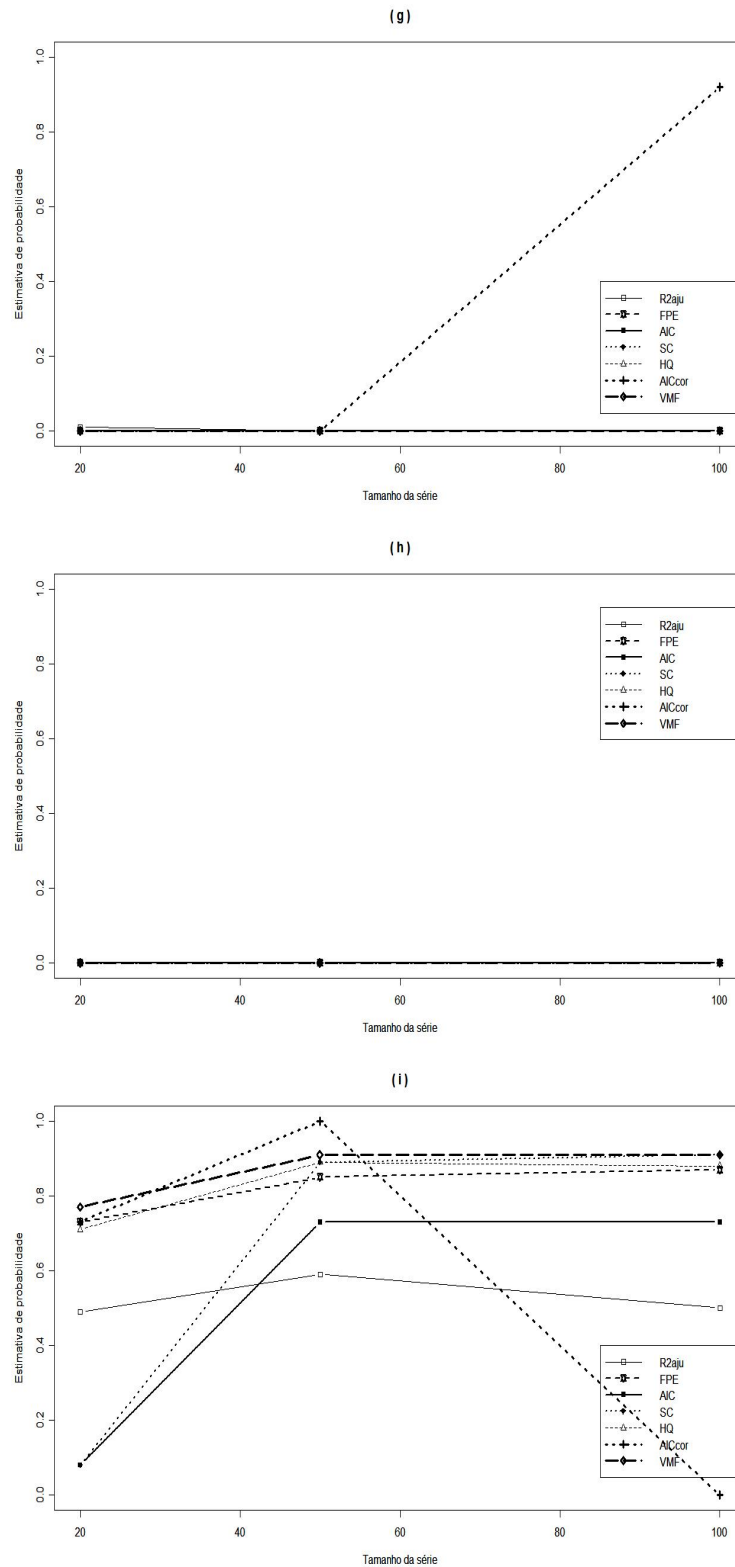 ( g )
Estimativa de probabilidade
1.0
0.8
0.6
0.4
0.2
0.0
R2aju
FPE
AIC
SC
HQ
AICcor
VMF
20 40 60 80 100
Tamanho da série
( h )
Estimativa de probabilidade
1.0
0.8
0.6
0.4
0.2
0.0
R2aju
FPE
AIC
SC
HQ
AICcor
VMF
20 40 60 80 100
Tamanho da série
( i )
Estimativa de probabilidade
1.0
0.8
0.6
0.4
0.2
0.0
R2aju
FPE
AIC
SC
HQ
AICcor
VMF
20 40 60 80 100
Tamanho da série